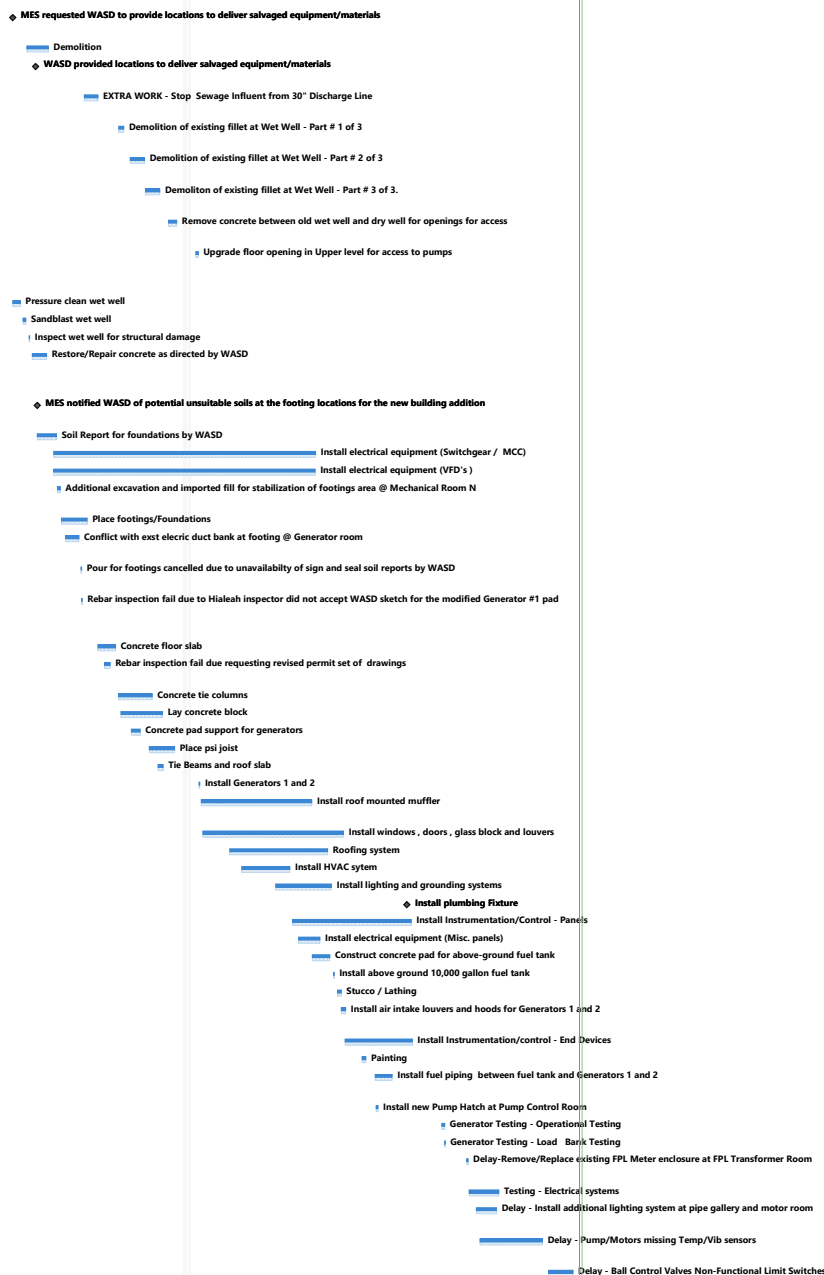 MES requested WASD to provide locations to deliver salvaged equipment/materials
Demolition
WASD provided locations to deliver salvaged equipment/materials
EXTRA WORK - Stop Sewage Influent from 30" Discharge Line
Demolition of existing fillet at Wet Well - Part # 1 of 3
Demolition of existing fillet at Wet Well - Part # 2 of 3
Demoliton of existing fillet at Wet Well - Part # 3 of 3.
Remove concrete between old wet well and dry well for openings for access
Upgrade floor opening in Upper level for access to pumps
Pressure clean wet well
Sandblast wet well
Inspect wet well for structural damage
Restore/Repair concrete as directed by WASD
MES notified WASD of potential unsuitable soils at the footing locations for the new building addition
Soil Report for foundations by WASD
Install electrical equipment (Switchgear / MCC)
Install electrical equipment (VFD's )
Additional excavation and imported fill for stabilization of footings area @ Mechanical Room N
Place footings/Foundations
Conflict with exst elecric duct bank at footing @ Generator room
Pour for footings cancelled due to unavailabilty of sign and seal soil reports by WASD
Rebar inspection fail due to Hialeah inspector did not accept WASD sketch for the modified Generator #1 pad
Concrete floor slab
Rebar inspection fail due requesting revised permit set of drawings
Concrete tie columns
Lay concrete block
Concrete pad support for generators
Place psi joist
Tie Beams and roof slab
Install Generators 1 and 2
Install roof mounted muffler
Install windows , doors , glass block and louvers
Roofing system
Install HVAC sytem
Install lighting and grounding systems
Install plumbing Fixture
Install Instrumentation/Control - Panels
Install electrical equipment (Misc. panels)
Construct concrete pad for above-ground fuel tank
Install above ground 10,000 gallon fuel tank
Stucco / Lathing
Install air intake louvers and hoods for Generators 1 and 2
Install Instrumentation/control - End Devices
Painting
Install fuel piping between fuel tank and Generators 1 and 2
Install new Pump Hatch at Pump Control Room
Generator Testing - Operational Testing
Generator Testing - Load Bank Testing
Delay-Remove/Replace existing FPL Meter enclosure at FPL Transformer Room
Testing - Electrical systems
Delay - Install additional lighting system at pipe gallery and motor room
Delay - Pump/Motors missing Temp/Vib sensors
Delay - Ball Control Valves Non-Functional Limit Switches